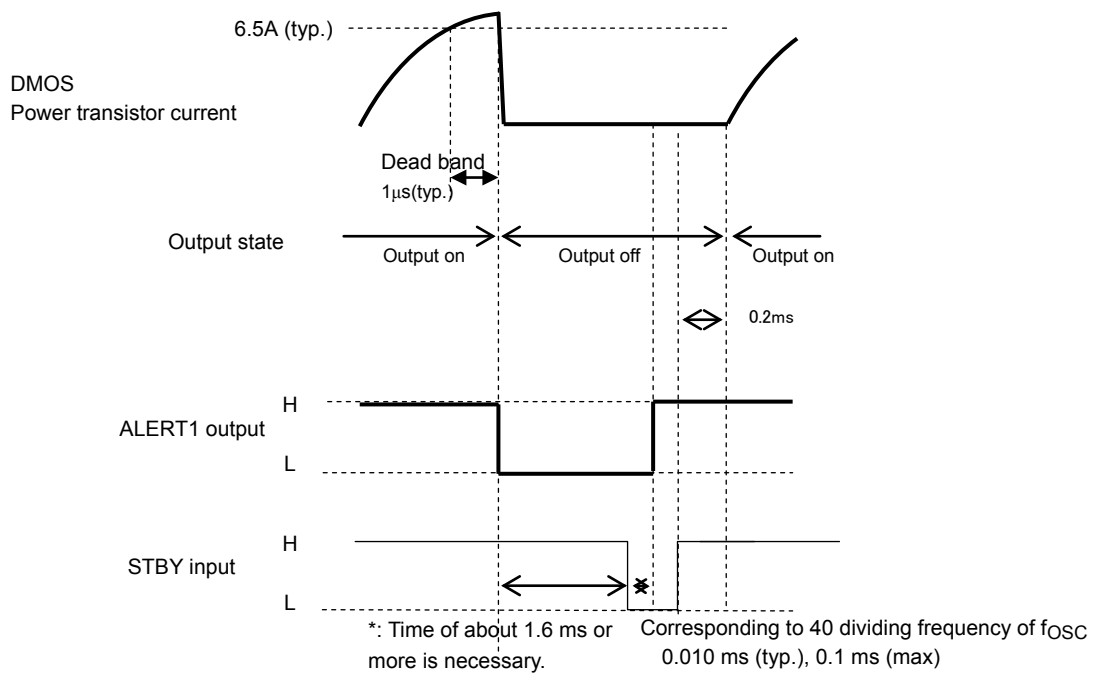 6.5A (typ.)
DMOS
Power transistor current
Dead band
1μs(typ.)
Output state
Output on
Output off
Output on
0.2ms
H
ALERT1 output
L
H
STBY input
L
*: Time of about 1.6 ms or
more is necessary.
Corresponding to 40 dividing frequency of fOSC
0.010 ms (typ.), 0.1 ms (max)